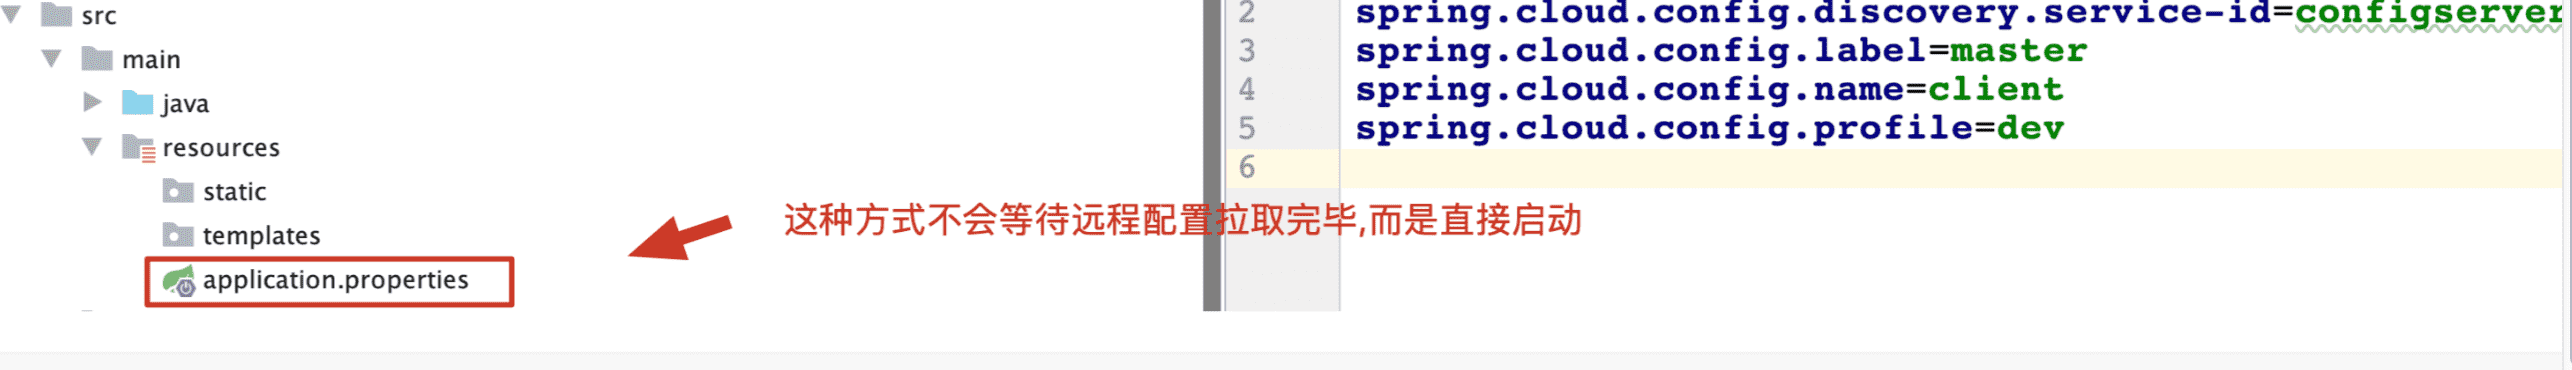 src
main
java
resources
static
templates
application.properties
2 spring.cloud.config.discovery.service-id=configserver
3 spring.cloud.config.label=master
4 spring.cloud.config.name=client
5 spring.cloud.config.profile=dev
6
这种方式不会等待远程配置拉取完毕,而是直接启动